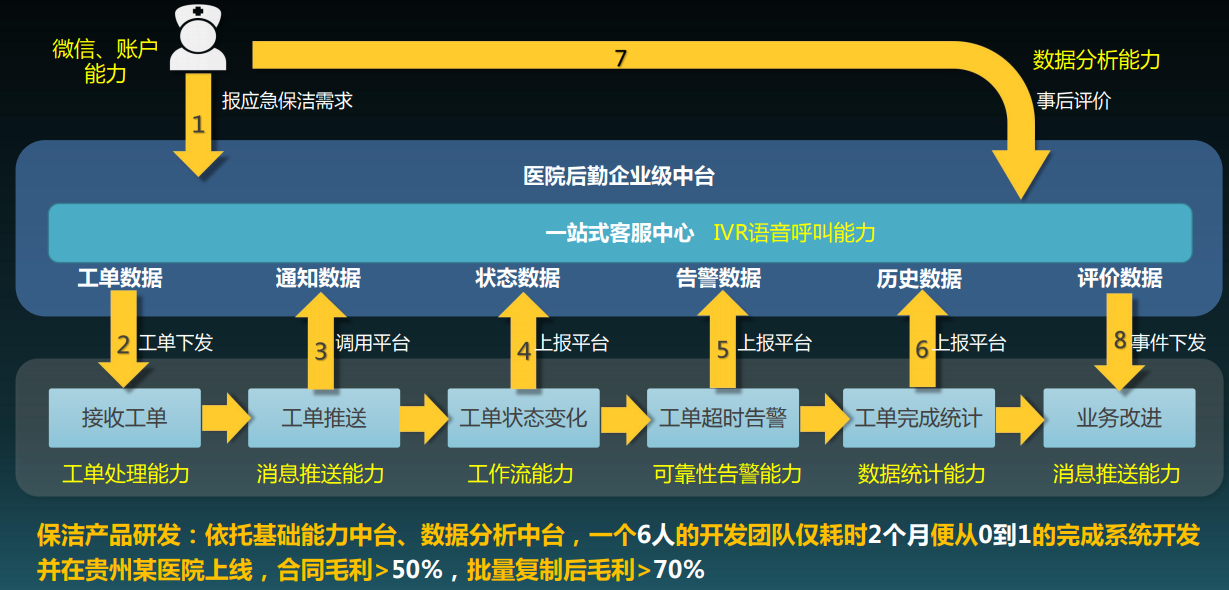 微信、账户
能力
7
数据分析能力
报应急保洁需求
事后评价
1
医院后勤企业级中台
一站式客服中心 IVR语音呼叫能力
工单数据 通知数据 状态数据 告警数据 历史数据 评价数据
2 工单下发 3 调用平台 4 上报平台 5 上报平台 6 上报平台 8 事件下发
接收工单 工单推送 工单状态变化 工单超时告警 工单完成统计 业务改进
工单处理能力 消息推送能力 工作流能力 可靠性告警能力 数据统计能力 消息推送能力
保洁产品研发：依托基础能力中台、数据分析中台，一个6人的开发团队仅耗时2个月便从0到1的完成系统开发
并在贵州某医院上线，合同毛利>50%，批量复制后毛利>70%